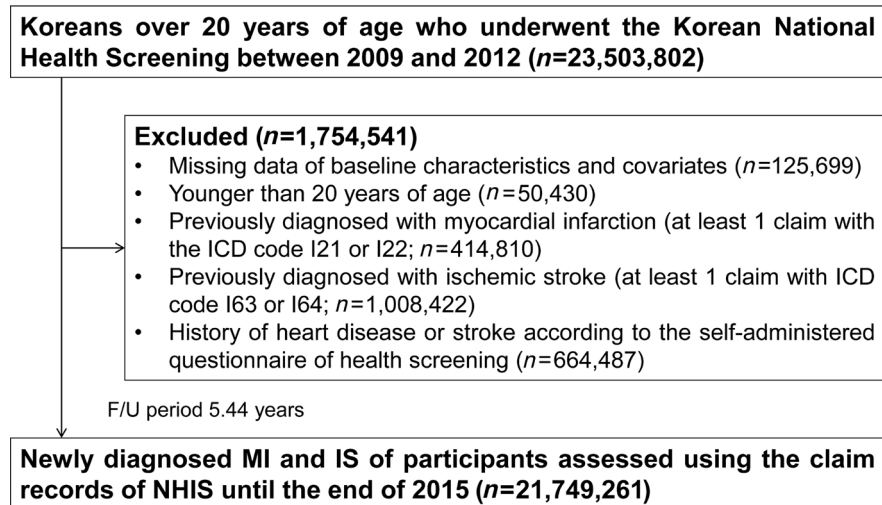 Koreans over 20 years of age who underwent the Korean National
Health Screening between 2009 and 2012 (n=23,503,802)
Excluded (n=1,754,541)
• Missing data of baseline characteristics and covariates (n=125,699)
• Younger than 20 years of age (n=50,430)
• Previously diagnosed with myocardial infarction (at least 1 claim with
the ICD code I21 or I22; n=414,810)
• Previously diagnosed with ischemic stroke (at least 1 claim with ICD
code I63 or I64; n=1,008,422)
• History of heart disease or stroke according to the self-administered
questionnaire of health screening (n=664,487)
F/U period 5.44 years
Newly diagnosed MI and IS of participants assessed using the claim
records of NHIS until the end of 2015 (n=21,749,261)